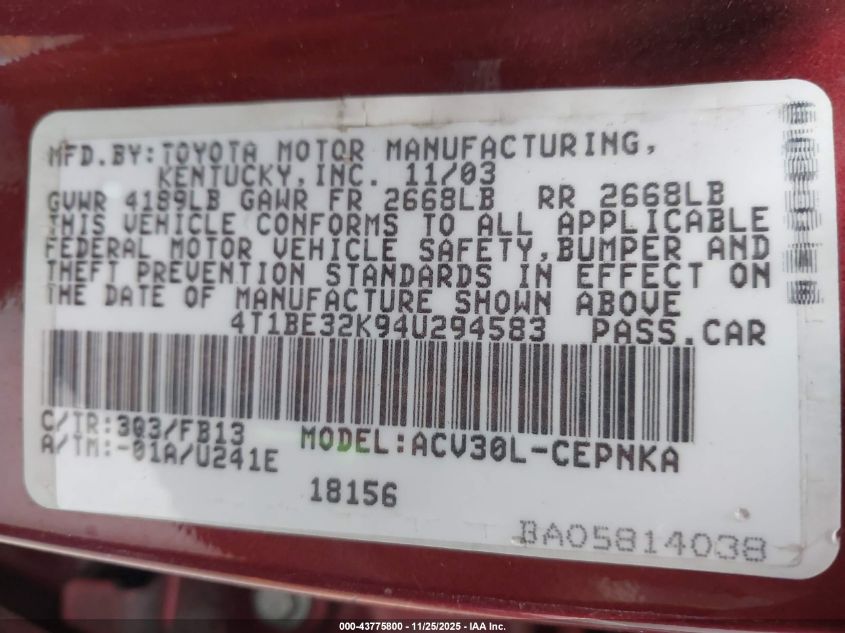 MFD.BY:TOYOTA MOTOR MANUFACTURING,
KENTUCKY,INC. 11/03
GVWR 4189LB GAWR FR 2668LB RR 2668LB
THIS VEHICLE CONFORMS TO ALL APPLICABLE
FEDERAL MOTOR VEHICLE SAFETY,BUMPER AND
THEFT PREVENTION STANDARDS IN EFFECT ON
THE DATE OF MANUFACTURE SHOWN ABOVE
4T1BE32K94U294583 PASS.CAR
C/TR:3Q3/FB13
A/TM:-01A/U241E
MODEL:ACV30L-CEPNKA
18156
BA05814038
000-43775800 - 11/25/2025 - IAA Inc.